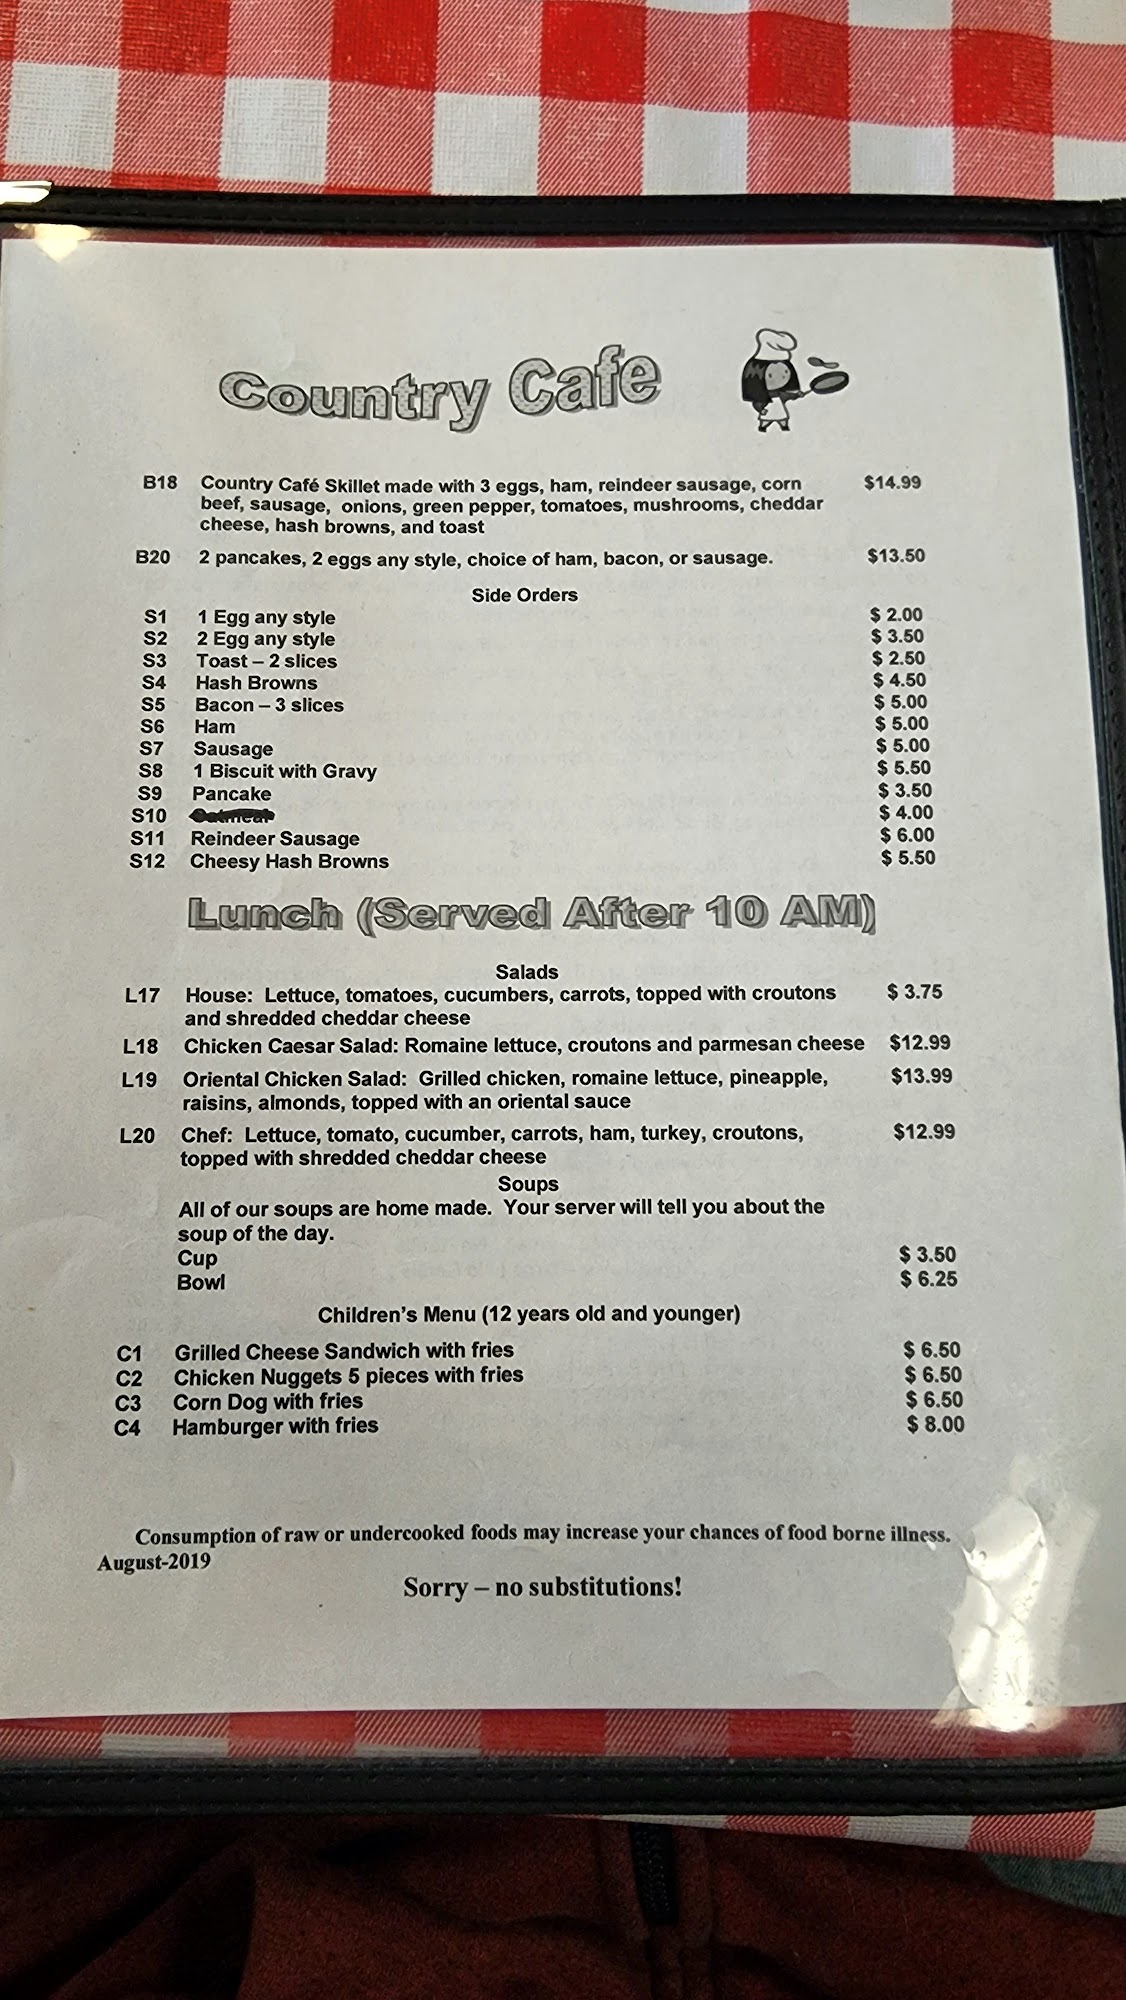 Country Cafe
B18 Country Café Skillet made with 3 eggs, ham, reindeer sausage, corn $14.99
beef, sausage, onions, green pepper, tomatoes, mushrooms, cheddar
cheese, hash browns, and toast
B20 2 pancakes, 2 eggs any style, choice of ham, bacon, or sausage. $13.50
Side Orders
S1 1 Egg any style $ 2.00
S2 2 Egg any style $ 3.50
S3 Toast – 2 slices $ 2.50
S4 Hash Browns $ 4.50
S5 Bacon – 3 slices $ 5.00
S6 Ham $ 5.00
S7 Sausage $ 5.00
S8 1 Biscuit with Gravy $ 5.50
S9 Pancake $ 3.50
S10 Oatmeal $ 4.00
S11 Reindeer Sausage $ 6.00
S12 Cheesy Hash Browns $ 5.50
Lunch (Served After 10 AM)
Salads
L17 House: Lettuce, tomatoes, cucumbers, carrots, topped with croutons $ 3.75
and shredded cheddar cheese
L18 Chicken Caesar Salad: Romaine lettuce, croutons and parmesan cheese $12.99
L19 Oriental Chicken Salad: Grilled chicken, romaine lettuce, pineapple, $13.99
raisins, almonds, topped with an oriental sauce
L20 Chef: Lettuce, tomato, cucumber, carrots, ham, turkey, croutons, $12.99
topped with shredded cheddar cheese
Soups
All of our soups are home made. Your server will tell you about the
soup of the day.
Cup $ 3.50
Bowl $ 6.25
Children's Menu (12 years old and younger)
C1 Grilled Cheese Sandwich with fries $ 6.50
C2 Chicken Nuggets 5 pieces with fries $ 6.50
C3 Corn Dog with fries $ 6.50
C4 Hamburger with fries $ 8.00
Consumption of raw or undercooked foods may increase your chances of food borne illness.
August-2019
Sorry – no substitutions!